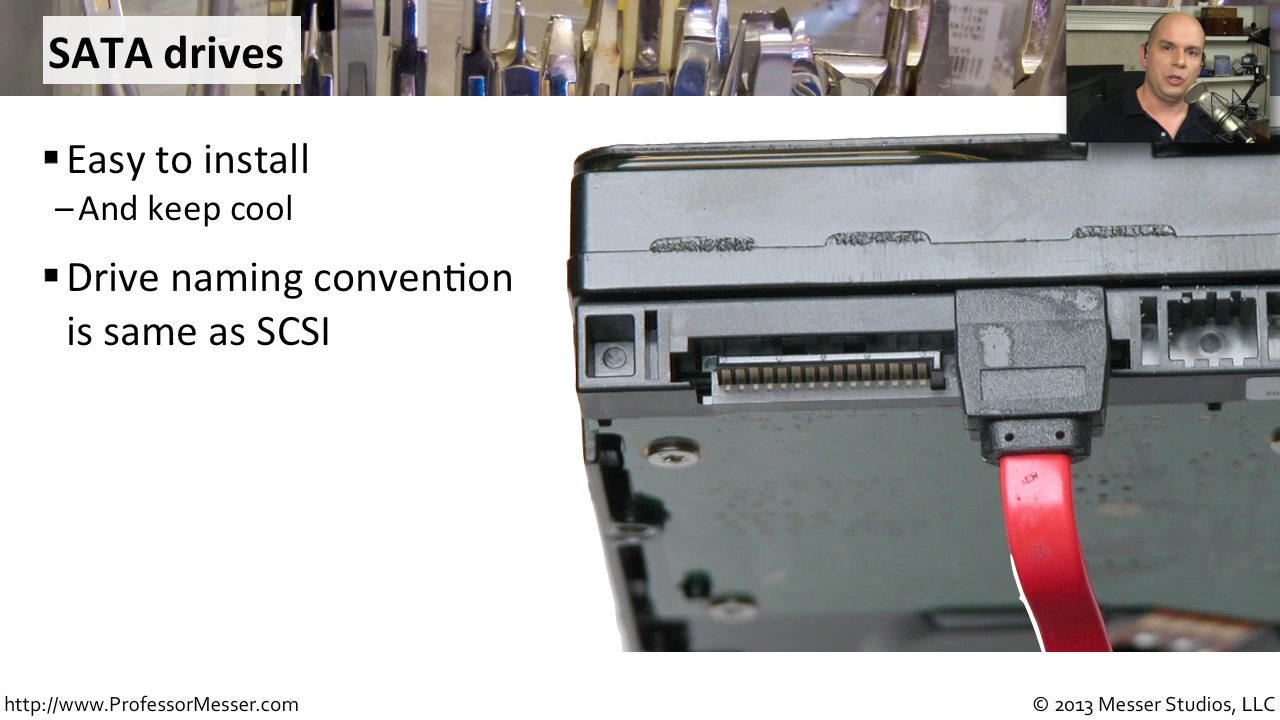 SATA drives
▪ Easy to install
– And keep cool
▪ Drive naming convention
is same as SCSI
http://www.ProfessorMesser.com
© 2013 Messer Studios, LLC